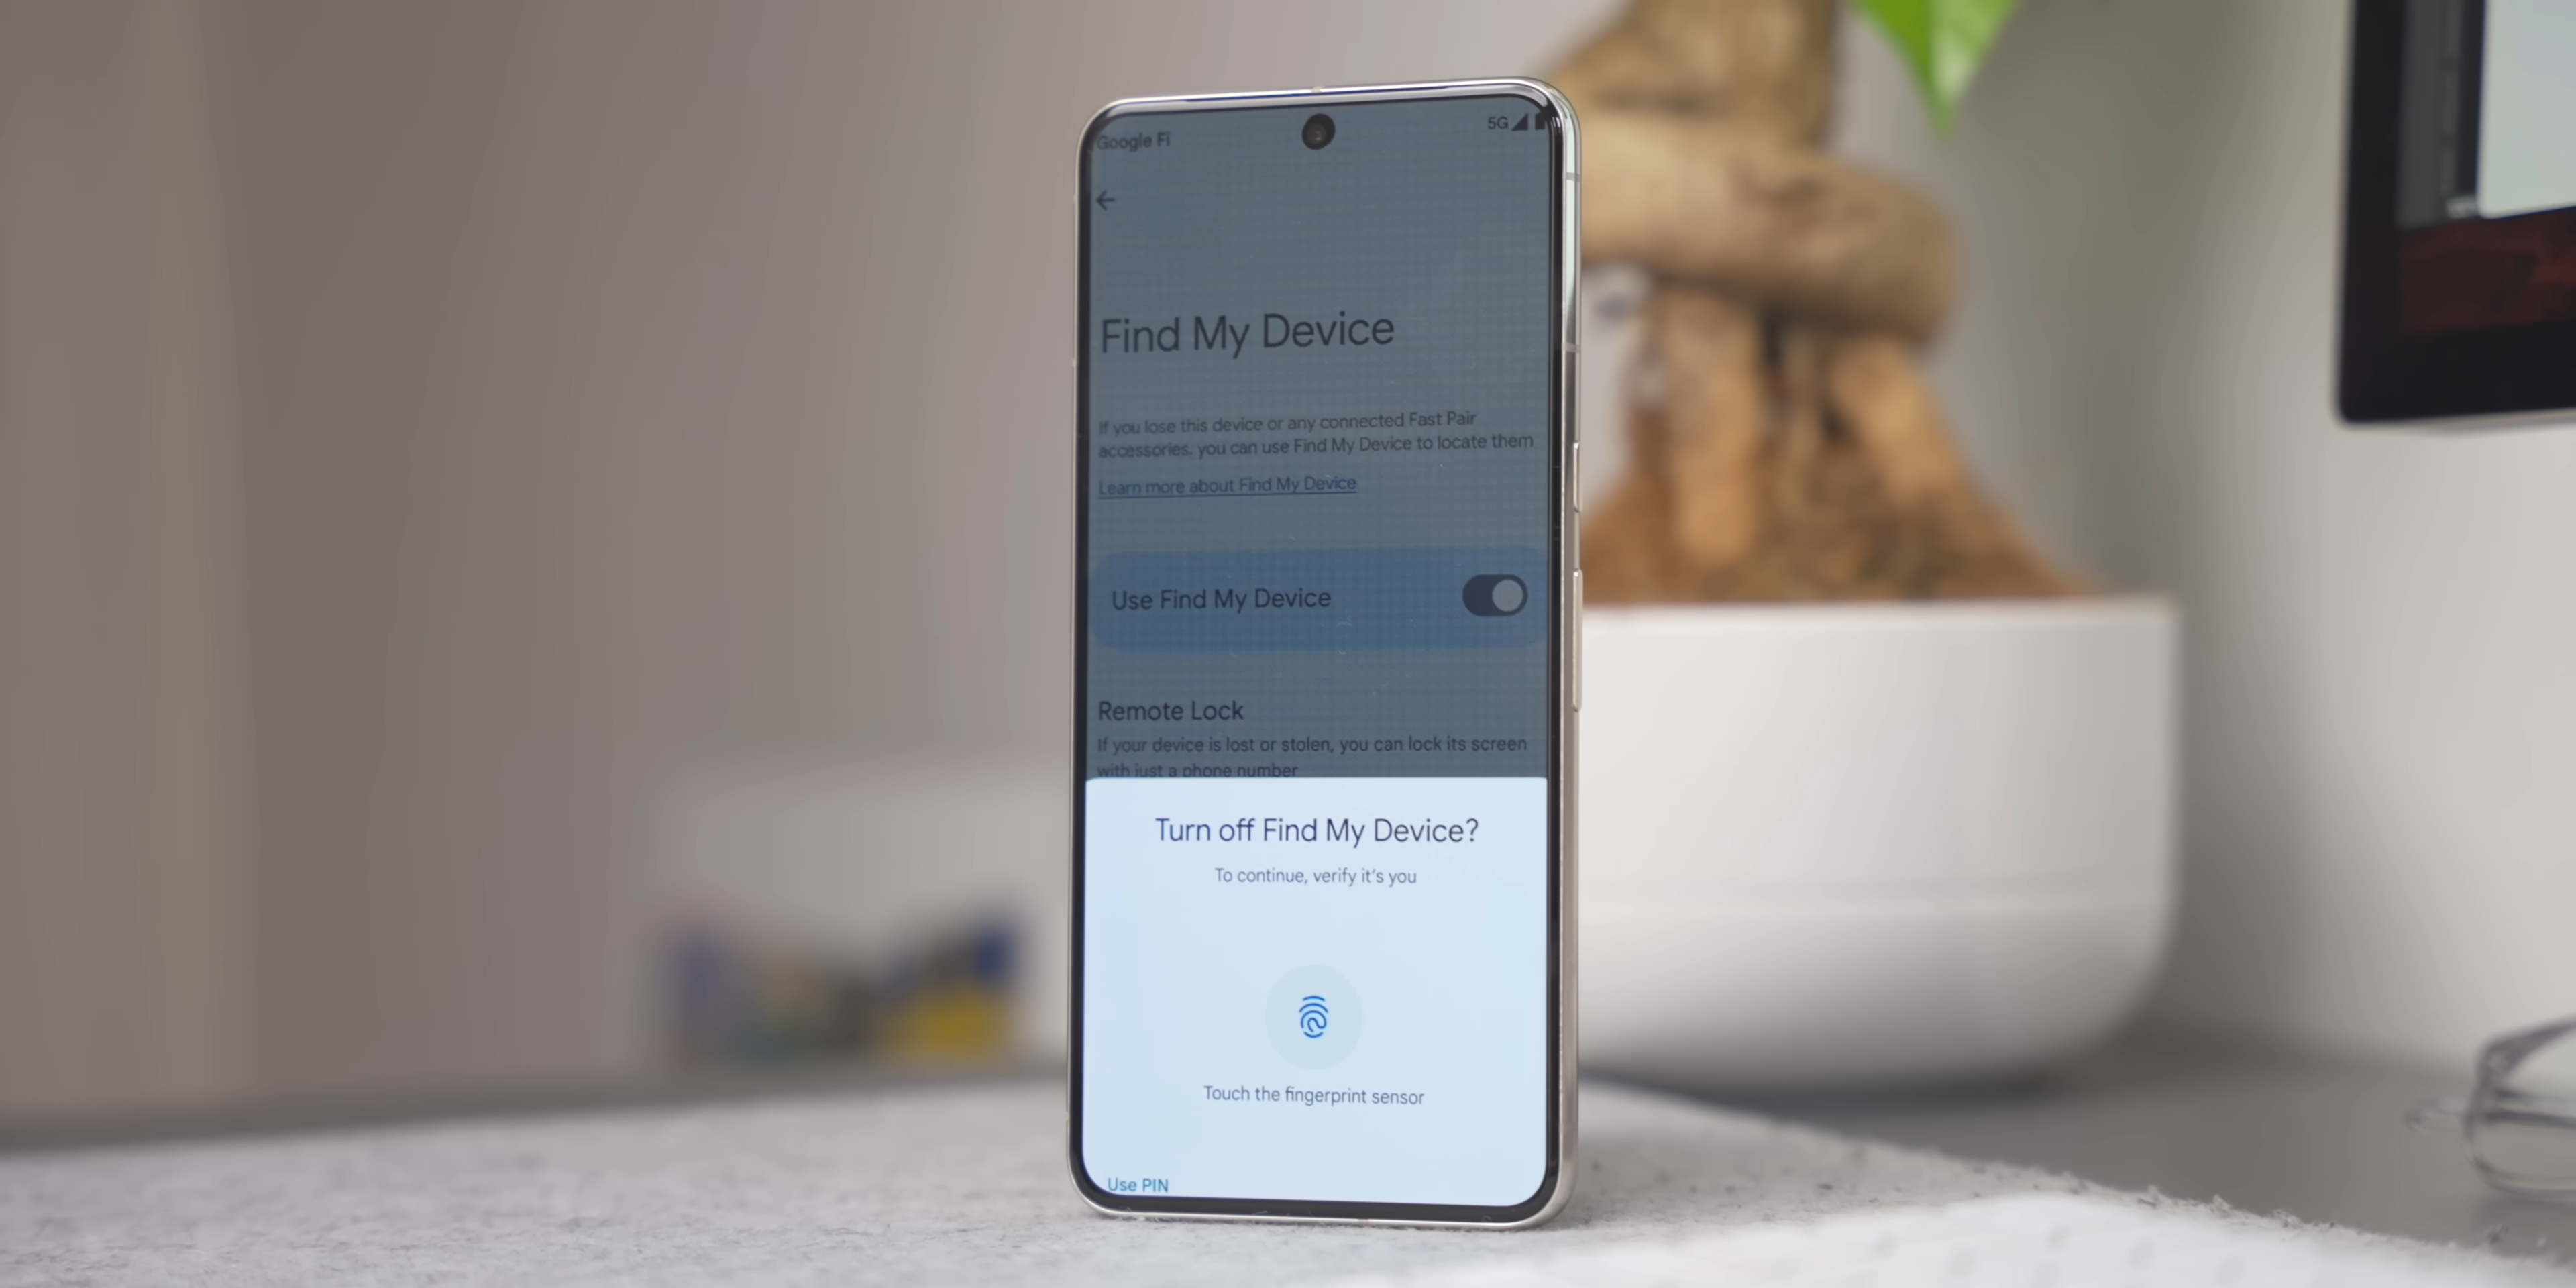 Google Fi
5G
Find My Device
If you lose this device or any connected Fast Pair
accessories, you can use Find My Device to locate them
Learn more about Find My Device
Use Find My Device
Remote Lock
If your device is lost or stolen, you can lock its screen
with just a phone number
Turn off Find My Device?
To continue, verify it's you
Touch the fingerprint sensor
Use PIN